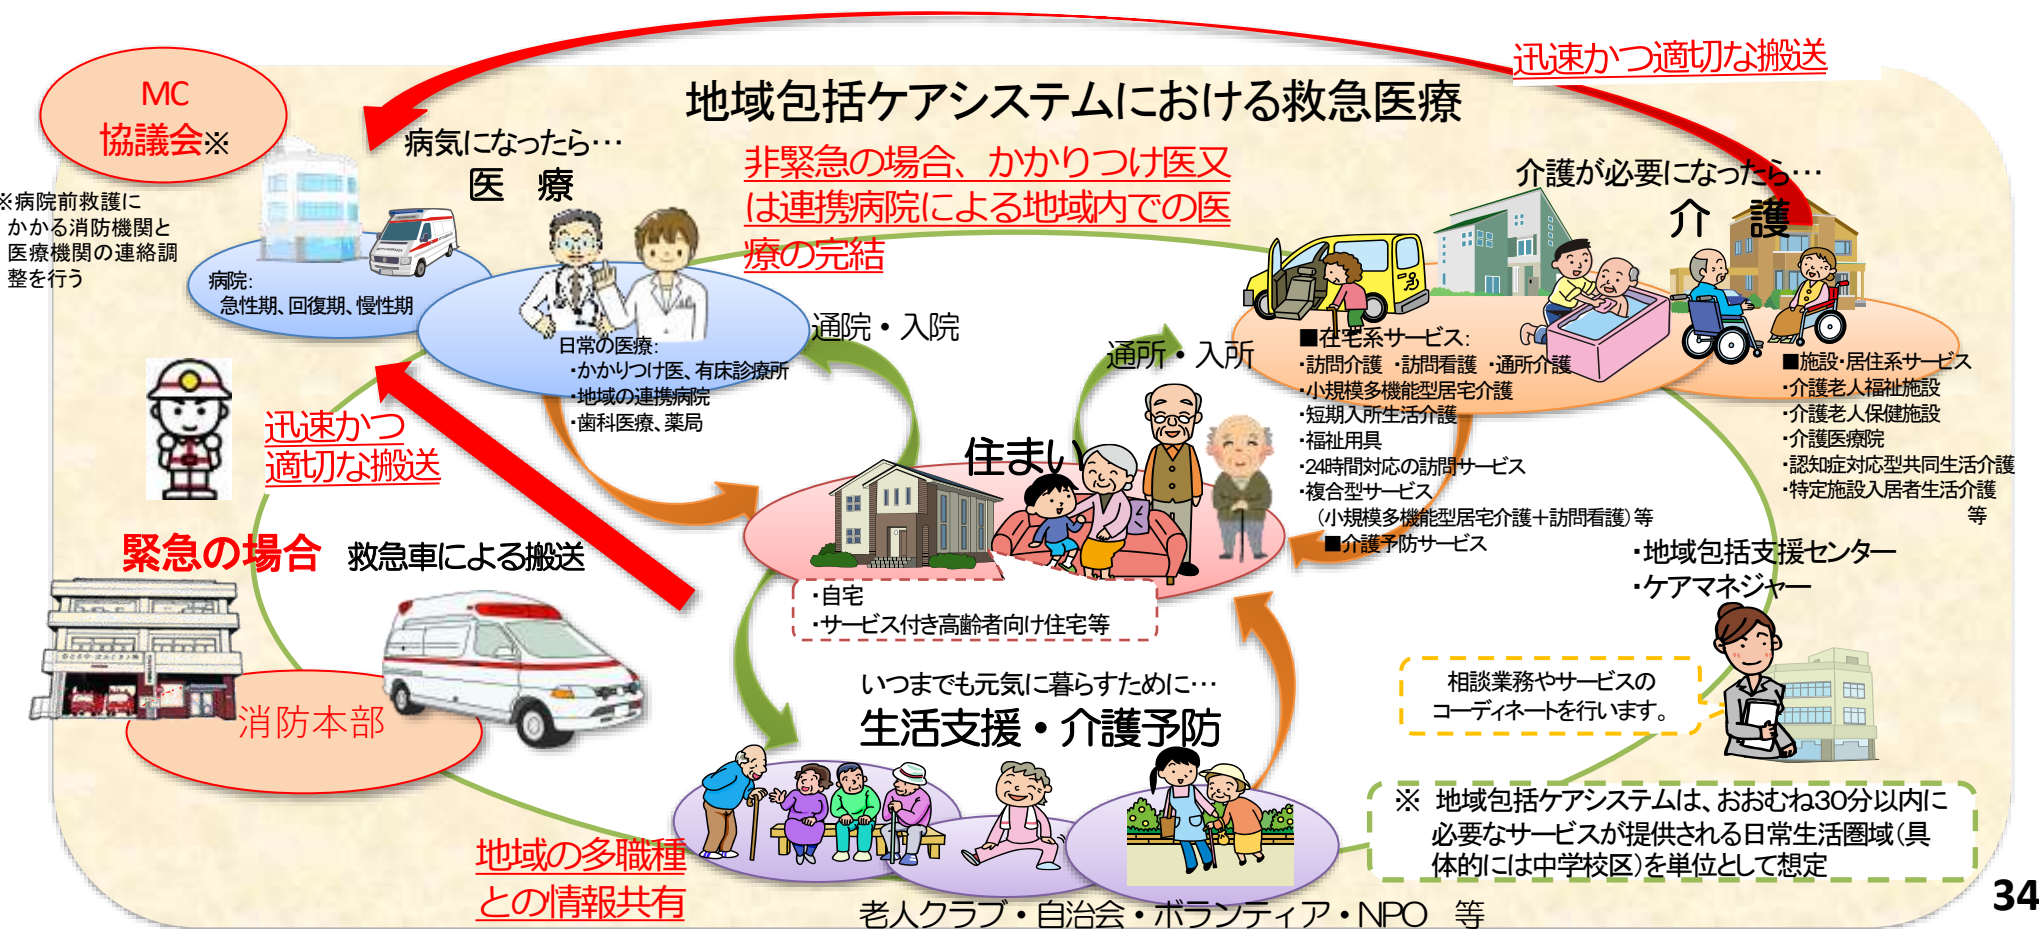 迅速かつ適切な搬送
MC
協議会※
地域包括ケアシステムにおける救急医療
※病院前救護に
かかる消防機関と
医療機関の連絡調
整を行う
病気になったら…
医 療
非緊急の場合、かかりつけ医又
は連携病院による地域内での医
療の完結
介護が必要になったら…
介 護
病院:
急性期、回復期、慢性期
日常の医療:
・かかりつけ医、有床診療所
・地域の連携病院
・歯科医療、薬局
通院・入院
通所・入所
■在宅系サービス:
・訪問介護 ・訪問看護 ・通所介護
・小規模多機能型居宅介護
・短期入所生活介護
・福祉用具
・24時間対応の訪問サービス
・複合型サービス
(小規模多機能型居宅介護+訪問看護)等
■介護予防サービス
■施設・居住系サービス
・介護老人福祉施設
・介護老人保健施設
・介護医療院
・認知症対応型共同生活介護
・特定施設入居者生活介護
等
迅速かつ
適切な搬送
住まい
緊急の場合 救急車による搬送
・自宅
・サービス付き高齢者向け住宅等
・地域包括支援センター
・ケアマネジャー
相談業務やサービスの
コーディネートを行います。
消防本部
いつまでも元気に暮らすために…
生活支援・介護予防
※ 地域包括ケアシステムは、おおむね30分以内に
必要なサービスが提供される日常生活圏域(具
体的には中学校区)を単位として想定
地域の多職種
との情報共有
老人クラブ・自治会・ボランティア・NPO 等
34